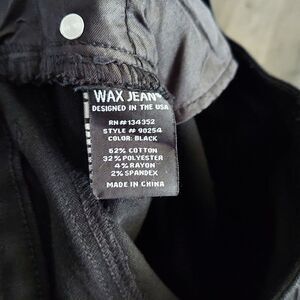 WAX JEAN®
DESIGNED IN THE USA
RN# 134352
STYLE # 90254
COLOR: BLACK
62% COTTON
32% POLYESTER
4% RAYON
2% SPANDEX
MADE IN CHINA